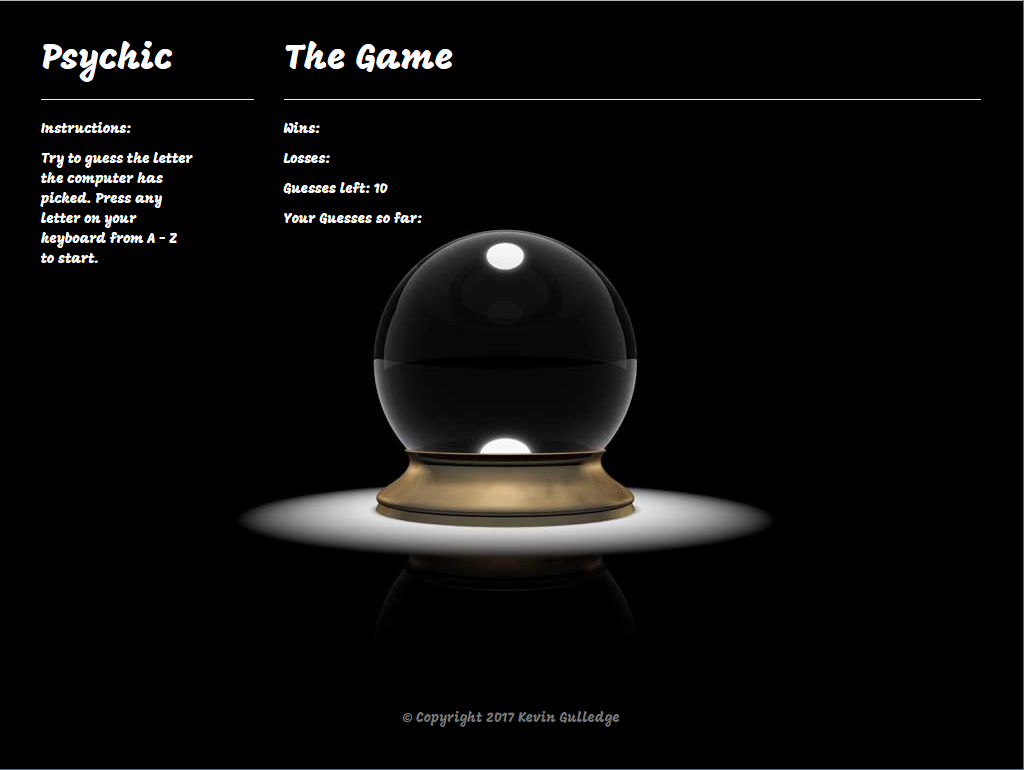 Psychic
Instructions:
Try to guess the letter
the computer has
picked. Press any
letter on your
keyboard from A - Z
to start.
The Game
Wins:
Losses:
Guesses left: 10
Your Guesses so far:
© Copyright 2017 Kevin Gulledge